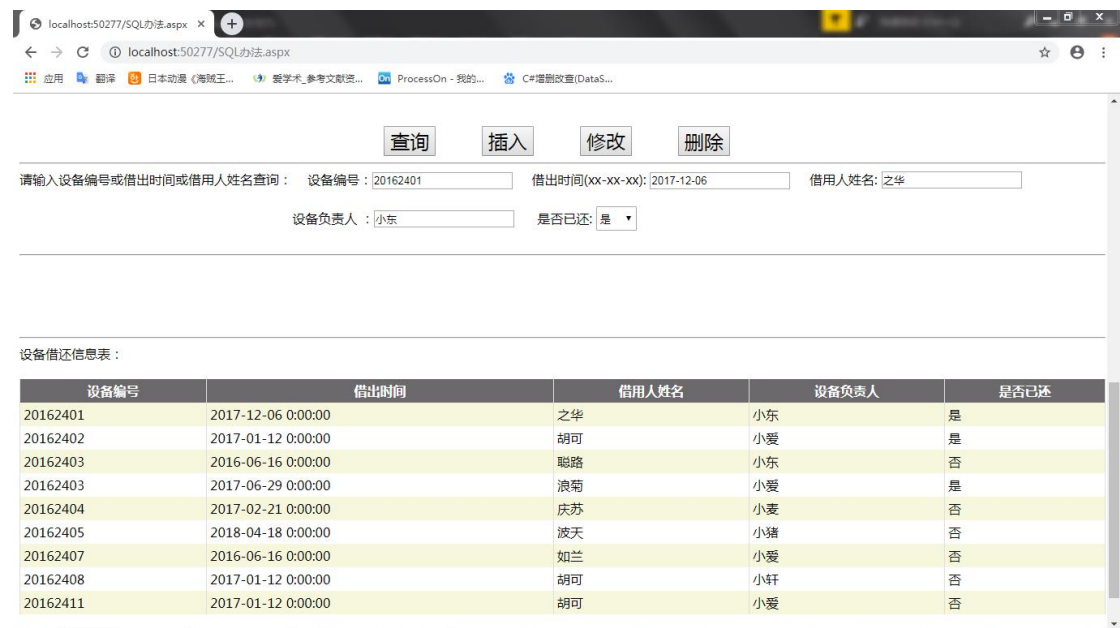 localhost:50277/SQL办法.aspx
localhost:50277/SQL办法.aspx
应用 翻译 日本动漫《海贼王... 爱学术_参考文献资... On ProcessOn - 我的... C#增删改查(DataS...
查询 插入 修改 删除
请输入设备编号或借出时间或借用人姓名查询： 设备编号：20162401 借出时间(xx-xx-xx): 2017-12-06 借用人姓名: 之华
设备负责人 ：小东 是否已还: 是
设备借还信息表：
设备编号 借出时间 借用人姓名 设备负责人 是否已还
20162401 2017-12-06 0:00:00 之华 小东 是
20162402 2017-01-12 0:00:00 胡可 小爱 是
20162403 2016-06-16 0:00:00 聪路 小东 否
20162403 2017-06-29 0:00:00 浪菊 小爱 是
20162404 2017-02-21 0:00:00 庆苏 小麦 否
20162405 2018-04-18 0:00:00 波天 小猪 否
20162407 2016-06-16 0:00:00 如兰 小爱 否
20162408 2017-01-12 0:00:00 胡可 小轩 否
20162411 2017-01-12 0:00:00 胡可 小爱 否